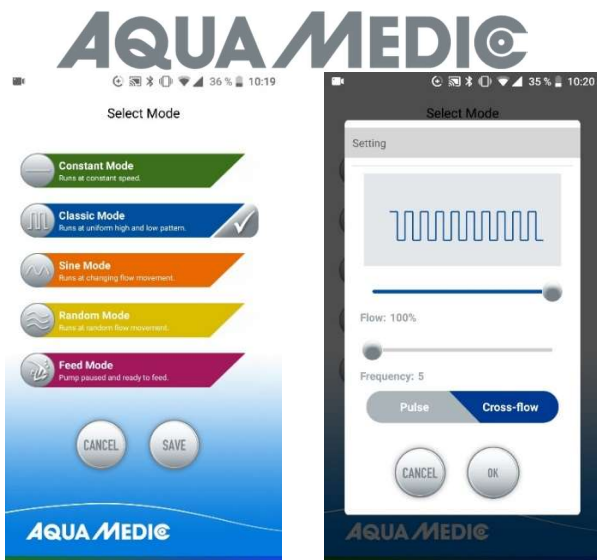 AQUA MEDIC
36 % 10:19
Select Mode
Constant Mode
Runs at constant speed.
Classic Mode
Runs at uniform high and low pattern.
Sine Mode
Runs at changing flow movement.
Random Mode
Runs at random flow movement.
Feed Mode
Pump paused and ready to feed.
CANCEL SAVE
AQUA MEDIC
35 % 10:20
Select Mode
Setting
Flow: 100%
Frequency: 5
Pulse Cross-flow
CANCEL OK
AQUA MEDIC